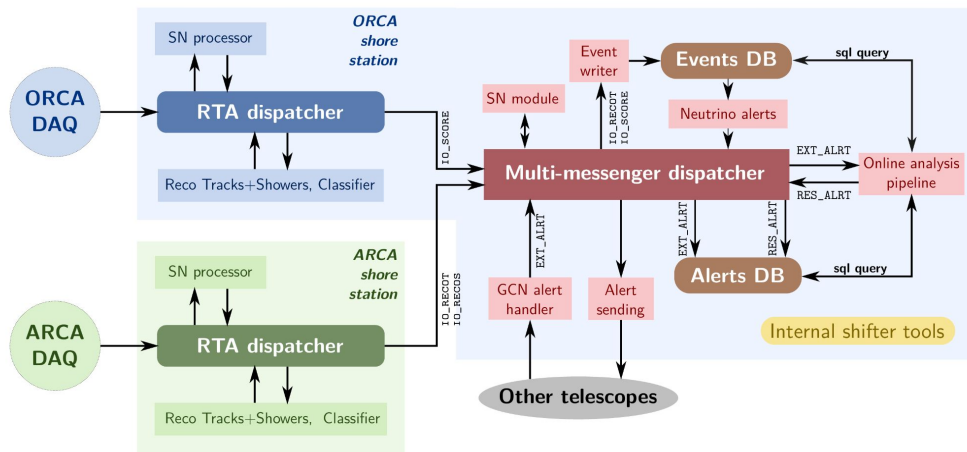 ORCA
DAQ
SN processor
RTA dispatcher
Reco Tracks+Showers, Classifier
ORCA
shore
station
IO_SCORE
ARCA
DAQ
SN processor
RTA dispatcher
Reco Tracks+Showers, Classifier
ARCA
shore
station
IO_RECOT
IO_RECOS
SN module
Event
writer
IO_RECOT
IO_SCORE
Events DB
sql query
Neutrino alerts
Multi-messenger dispatcher
EXT_ALRT
RES_ALRT
Online analysis
pipeline
EXT_ALRT
RES_ALRT
Alerts DB
sql query
EXT_ALRT
GCN alert
handler
Alert
sending
Other telescopes
Internal shifter tools